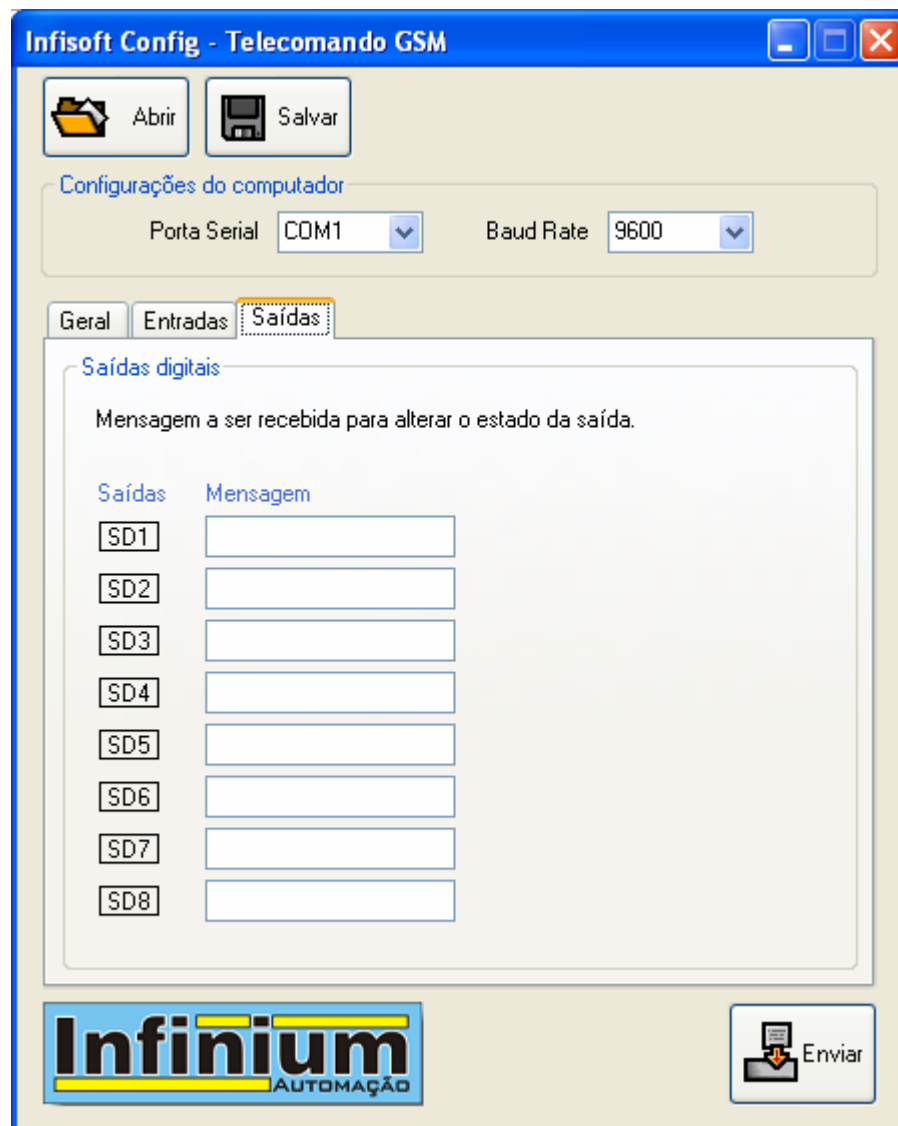 Infisoft Config - Telecomando GSM
Abrir Salvar
Configurações do computador
Porta Serial COM1 Baud Rate 9600
Geral Entradas Saídas
Saídas digitais
Mensagem a ser recebida para alterar o estado da saída.
Saídas Mensagem
SD1
SD2
SD3
SD4
SD5
SD6
SD7
SD8
Infinium
AUTOMAÇÃO
Enviar